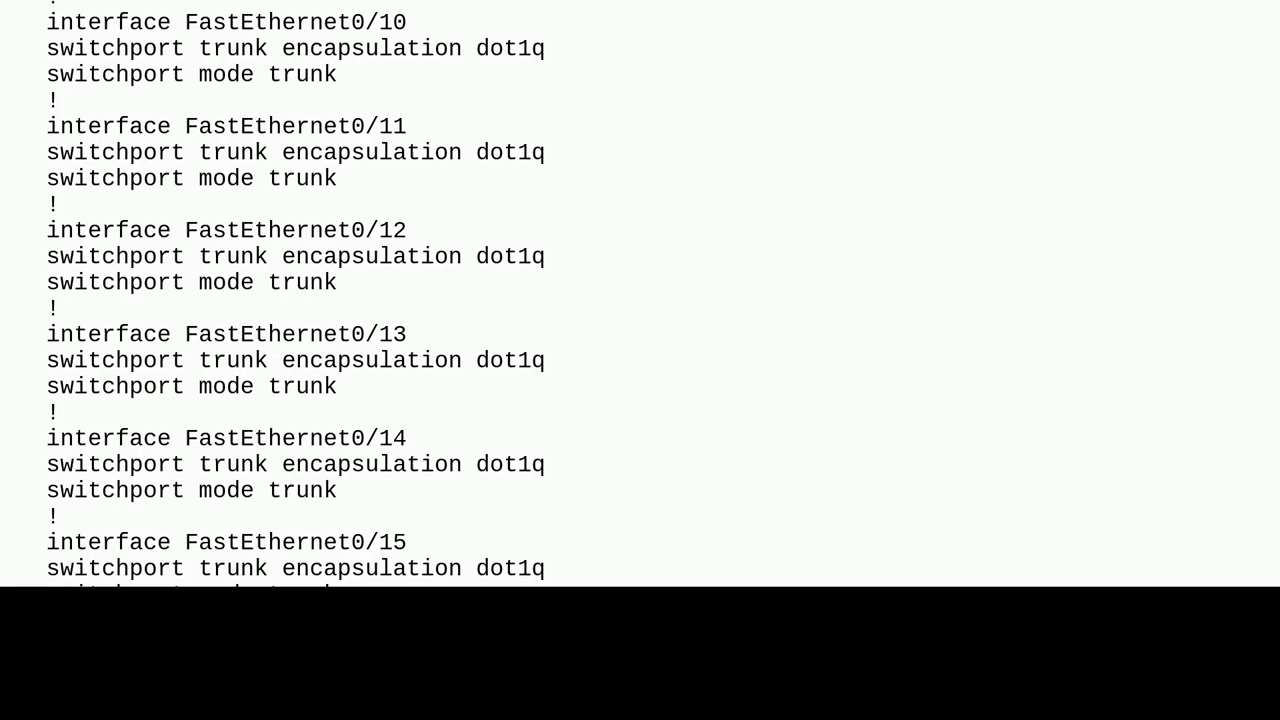 !
interface FastEthernet0/10
switchport trunk encapsulation dot1q
switchport mode trunk
!
interface FastEthernet0/11
switchport trunk encapsulation dot1q
switchport mode trunk
!
interface FastEthernet0/12
switchport trunk encapsulation dot1q
switchport mode trunk
!
interface FastEthernet0/13
switchport trunk encapsulation dot1q
switchport mode trunk
!
interface FastEthernet0/14
switchport trunk encapsulation dot1q
switchport mode trunk
!
interface FastEthernet0/15
switchport trunk encapsulation dot1q